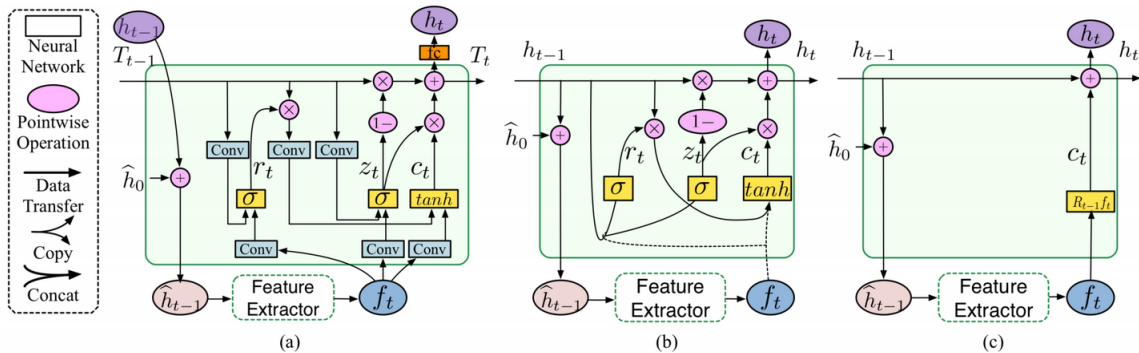 Neural
Network
Pointwise
Operation
Data
Transfer
Copy
Concat
h_{t-1}
T_{t-1}
h_t
fc
T_t
×
+
×
1−
×
Conv
r_t
Conv
Conv
z_t
c_t
ĥ_0
+
σ
σ
tanh
Conv
Conv
Conv
ĥ_{t-1}
Feature
Extractor
f_t
(a)
h_t
h_{t-1}
h_t
×
+
1−
ĥ_0
+
×
×
r_t
z_t
c_t
σ
σ
tanh
ĥ_{t-1}
Feature
Extractor
f_t
(b)
h_t
h_{t-1}
h_t
+
ĥ_0
+
c_t
R_{t-1}f_t
ĥ_{t-1}
Feature
Extractor
f_t
(c)